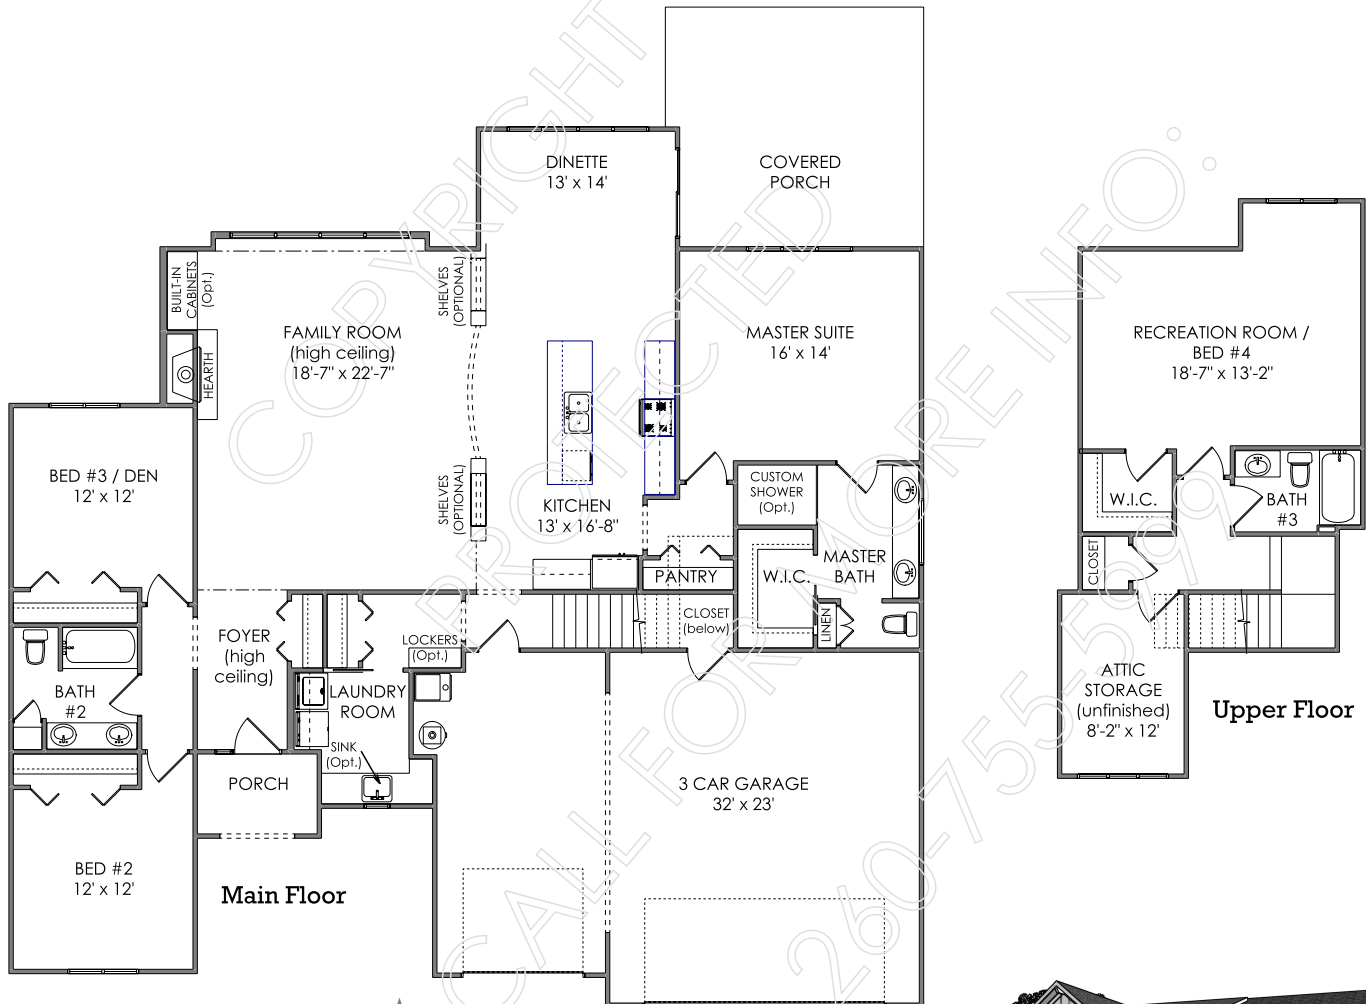 DINETTE
13' x 14'
COVERED
PORCH
BUILT-IN
CABINETS
(Opt.)
SHELVES
(OPTIONAL)
FAMILY ROOM
(high ceiling)
18'-7" x 22'-7"
HEARTH
MASTER SUITE
16' x 14'
RECREATION ROOM /
BED #4
18'-7" x 13'-2"
BED #3 / DEN
12' x 12'
SHELVES
(OPTIONAL)
KITCHEN
13' x 16'-8"
CUSTOM
SHOWER
(Opt.)
W.I.C.
BATH
#3
PANTRY
W.I.C.
MASTER
BATH
CLOSET
FOYER
(high
ceiling)
LOCKERS
(Opt.)
CLOSET
(below)
LINEN
BATH
#2
LAUNDRY
ROOM
SINK
(Opt.)
ATTIC
STORAGE
(unfinished)
8'-2" x 12'
Upper Floor
PORCH
3 CAR GARAGE
32' x 23'
BED #2
12' x 12'
Main Floor
COPYRIGHT
PROTECTED
CALL FOR MORE INFO:
260-755-5599